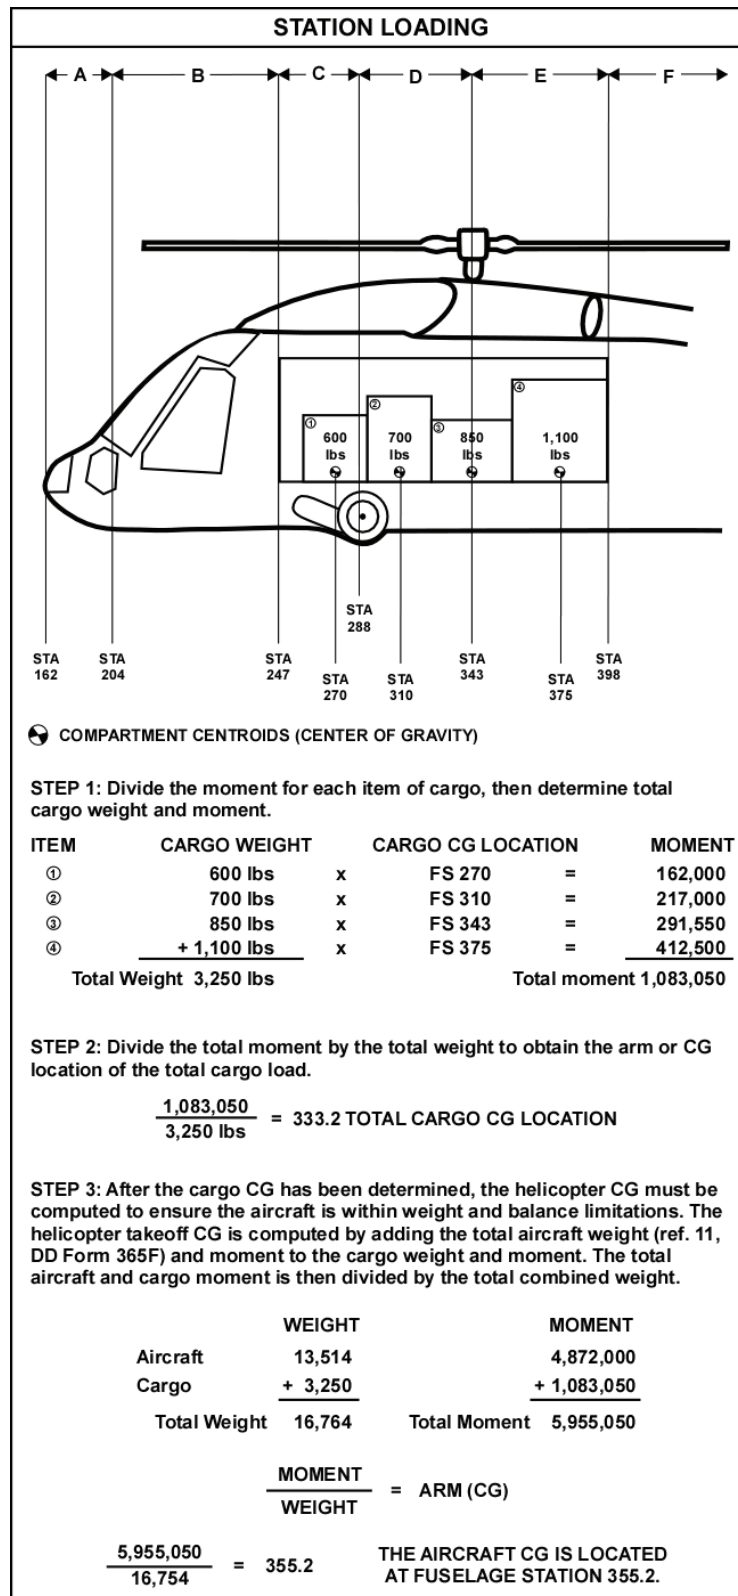 STATION LOADING
A B C D E F
① ② ③ ④
600 700 850 1,100
lbs lbs lbs lbs
STA
288
STA STA STA STA STA
162 204 247 343 398
STA STA STA
270 310 375
COMPARTMENT CENTROIDS (CENTER OF GRAVITY)
STEP 1: Divide the moment for each item of cargo, then determine total
cargo weight and moment.
ITEM CARGO WEIGHT CARGO CG LOCATION MOMENT
① 600 lbs x FS 270 = 162,000
② 700 lbs x FS 310 = 217,000
③ 850 lbs x FS 343 = 291,550
④ + 1,100 lbs x FS 375 = 412,500
Total Weight 3,250 lbs Total moment 1,083,050
STEP 2: Divide the total moment by the total weight to obtain the arm or CG
location of the total cargo load.
1,083,050
= 333.2 TOTAL CARGO CG LOCATION
3,250 lbs
STEP 3: After the cargo CG has been determined, the helicopter CG must be
computed to ensure the aircraft is within weight and balance limitations. The
helicopter takeoff CG is computed by adding the total aircraft weight (ref. 11,
DD Form 365F) and moment to the cargo weight and moment. The total
aircraft and cargo moment is then divided by the total combined weight.
WEIGHT MOMENT
Aircraft 13,514 4,872,000
Cargo + 3,250 + 1,083,050
Total Weight 16,764 Total Moment 5,955,050
MOMENT
= ARM (CG)
WEIGHT
5,955,050 THE AIRCRAFT CG IS LOCATED
= 355.2
16,754 AT FUSELAGE STATION 355.2.